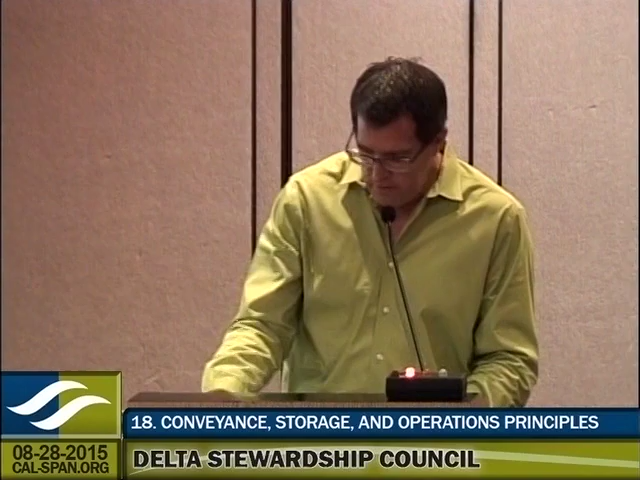 18. CONVEYANCE, STORAGE, AND OPERATIONS PRINCIPLES
08-28-2015
CAL-SPAN.ORG
DELTA STEWARDSHIP COUNCIL